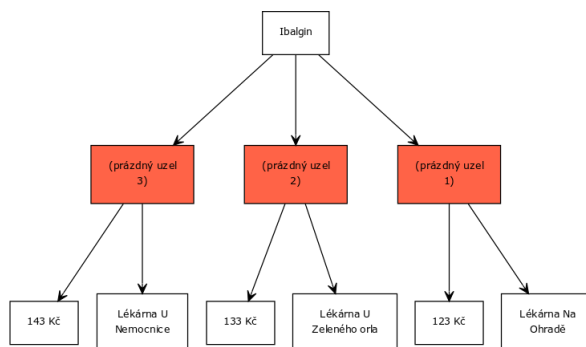 Ibalgin
(prázdný uzel
3)
(prázdný uzel
2)
(prázdný uzel
1)
143 Kč
Lékárna U
Nemocnice
133 Kč
Lékárna U
Zeleného orla
123 Kč
Lékárna Na
Ohradě